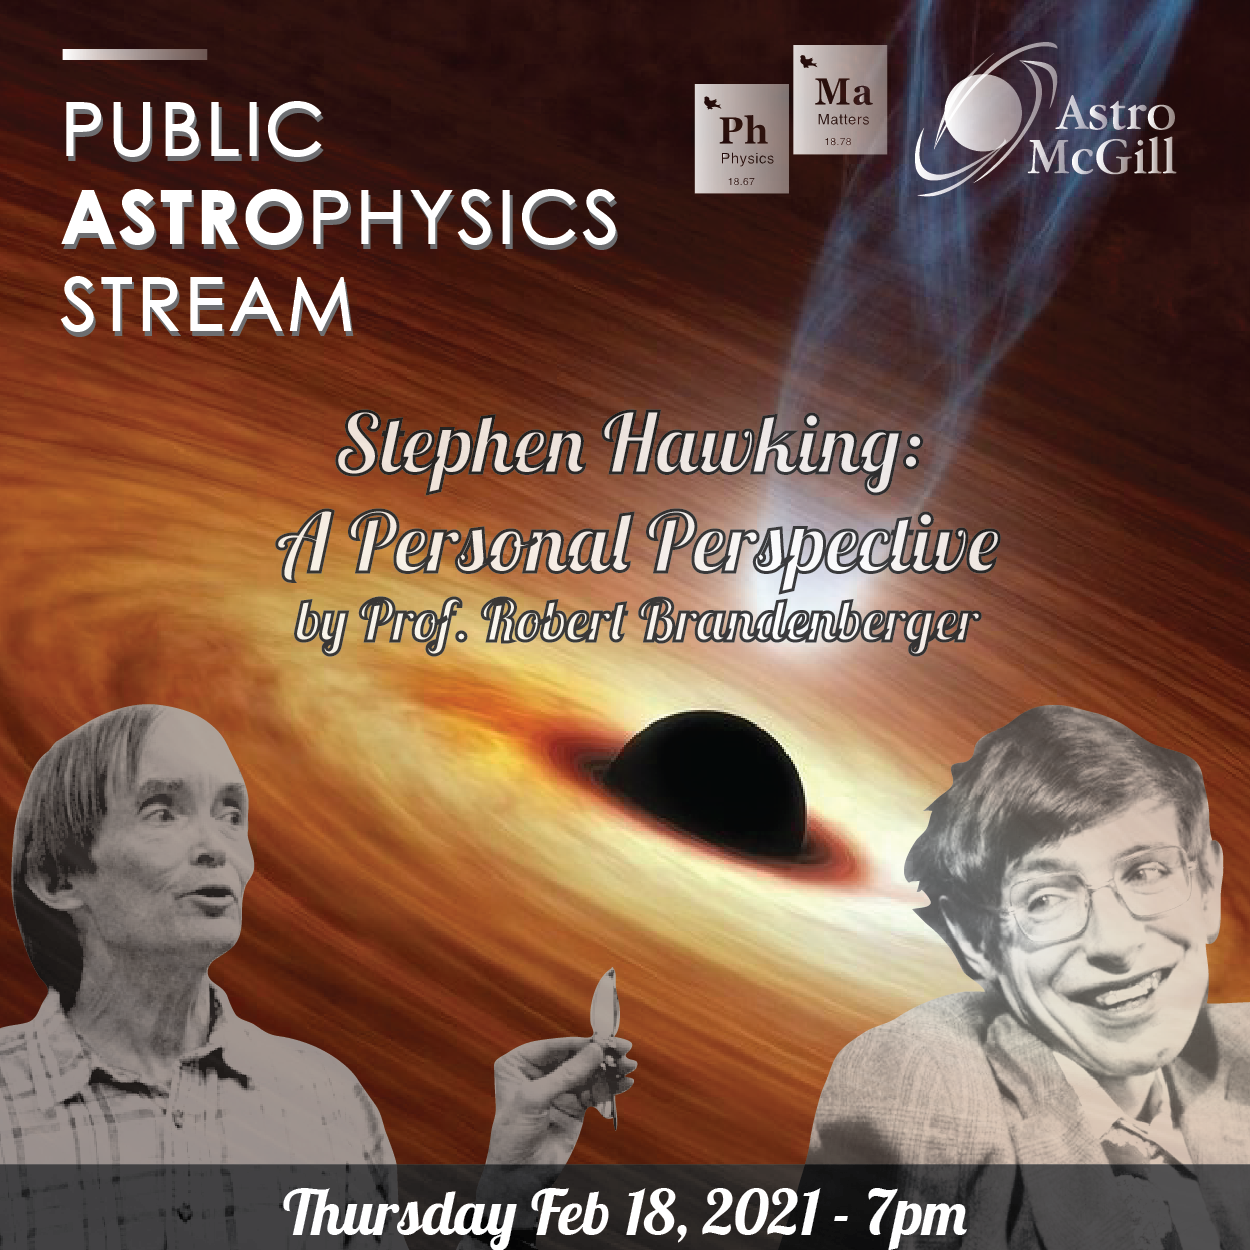 PUBLIC
ASTROPHYSICS
STREAM
Ph
Physics
18.67
Ma
Matters
18.78
Astro
McGill
Stephen Hawking:
A Personal Perspective
by Prof. Robert Brandenberger
Thursday Feb 18, 2021 - 7pm